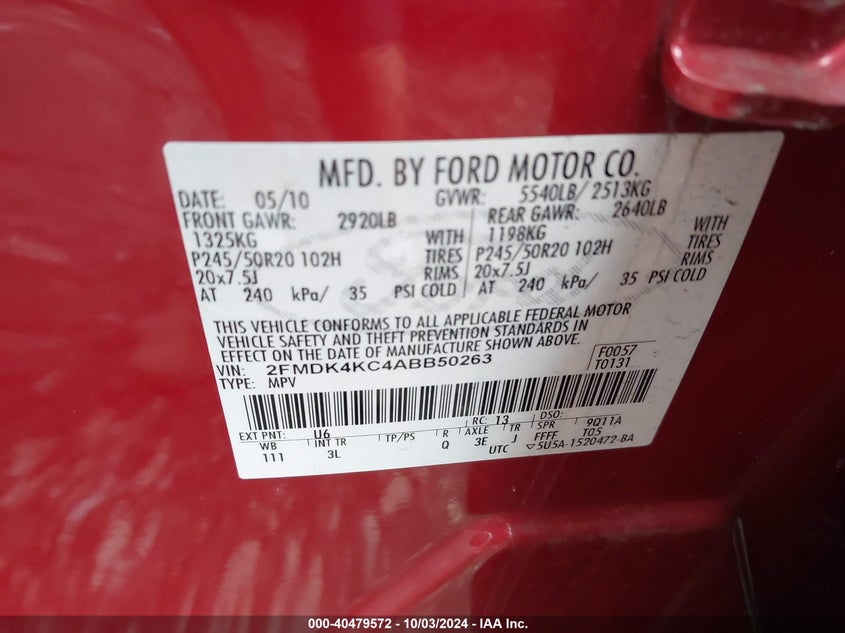 MFD. BY FORD MOTOR CO.
DATE: 05/10 GVWR: 5540LB/ 2513KG
FRONT GAWR: 2920LB REAR GAWR: 2640LB
1325KG WITH 1198KG WITH
P245/50R20 102H TIRES P245/50R20 102H TIRES
20x7.5J RIMS 20x7.5J RIMS
AT 240 kPa/ 35 PSI COLD AT 240 kPa/ 35 PSI COLD
THIS VEHICLE CONFORMS TO ALL APPLICABLE FEDERAL MOTOR
VEHICLE SAFETY AND THEFT PREVENTION STANDARDS IN
EFFECT ON THE DATE OF MANUFACTURE SHOWN ABOVE.
VIN: 2FMDK4KC4ABB50263 F0057
TYPE: MPV T0131
EXT PNT: U6 RC: 13 DSO:
WB INT TR TP/PS R AXLE TR SPR 9Q11A
111 3L Q 3E J FFFF T05
UTC ▽5U5A-1520472-BA
000-40479572 - 10/03/2024 - IAA Inc.